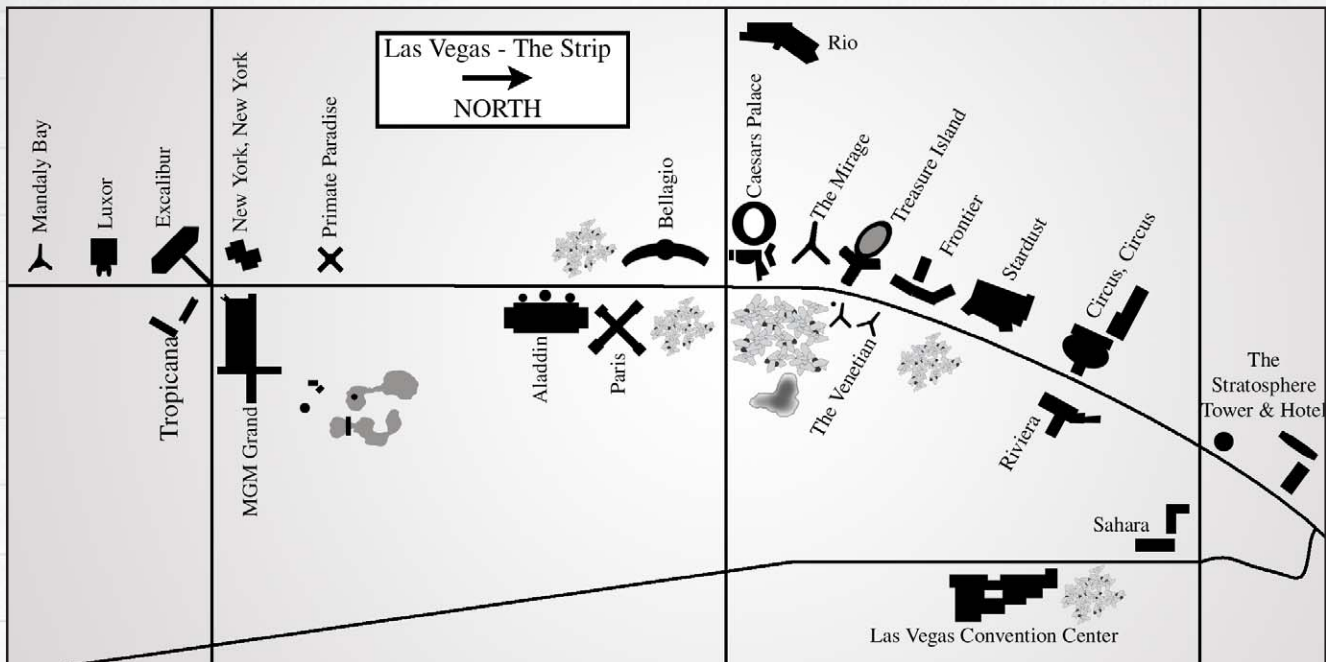 Las Vegas - The Strip
NORTH
Rio
Mandaly Bay
Luxor
Excalibur
New York, New York
Primate Paradise
Bellagio
Caesars Palace
The Mirage
Treasure Island
Frontier
Stardust
Circus, Circus
Tropicana
MGM Grand
Aladdin
Paris
The Venetian
Riviera
The
Stratosphere
Tower & Hotel
Sahara
Las Vegas Convention Center